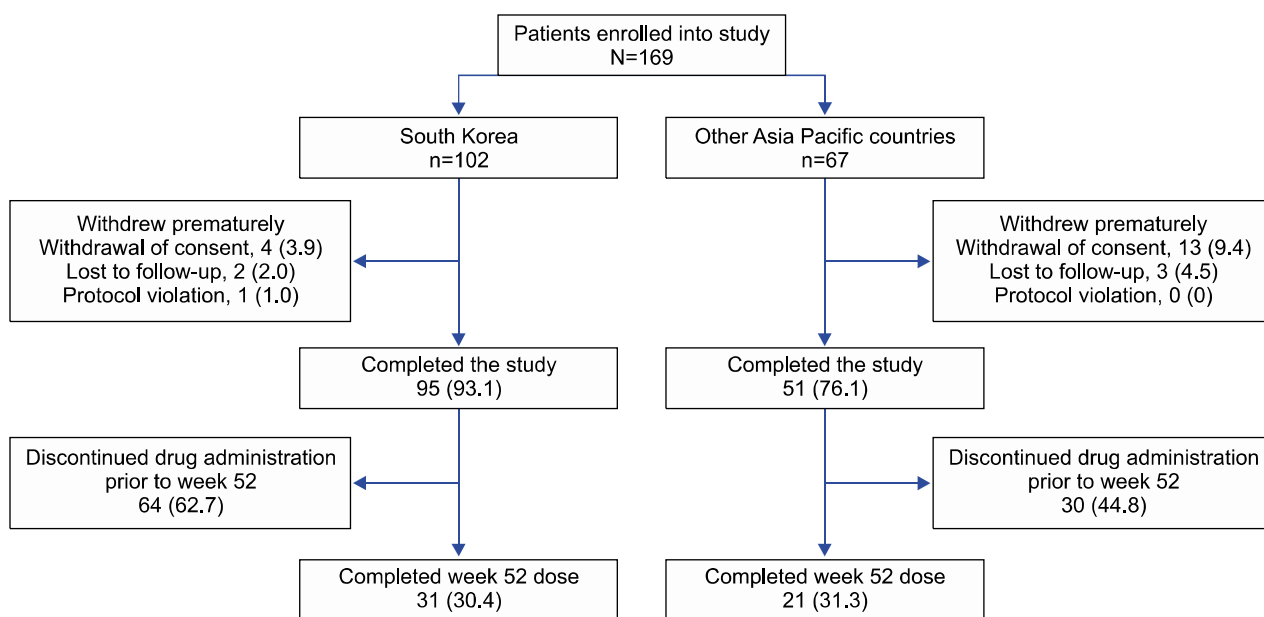 Patients enrolled into study
N=169
South Korea
n=102
Other Asia Pacific countries
n=67
Withdrew prematurely
Withdrawal of consent, 4 (3.9)
Lost to follow-up, 2 (2.0)
Protocol violation, 1 (1.0)
Withdrew prematurely
Withdrawal of consent, 13 (9.4)
Lost to follow-up, 3 (4.5)
Protocol violation, 0 (0)
Completed the study
95 (93.1)
Completed the study
51 (76.1)
Discontinued drug administration
prior to week 52
64 (62.7)
Discontinued drug administration
prior to week 52
30 (44.8)
Completed week 52 dose
31 (30.4)
Completed week 52 dose
21 (31.3)